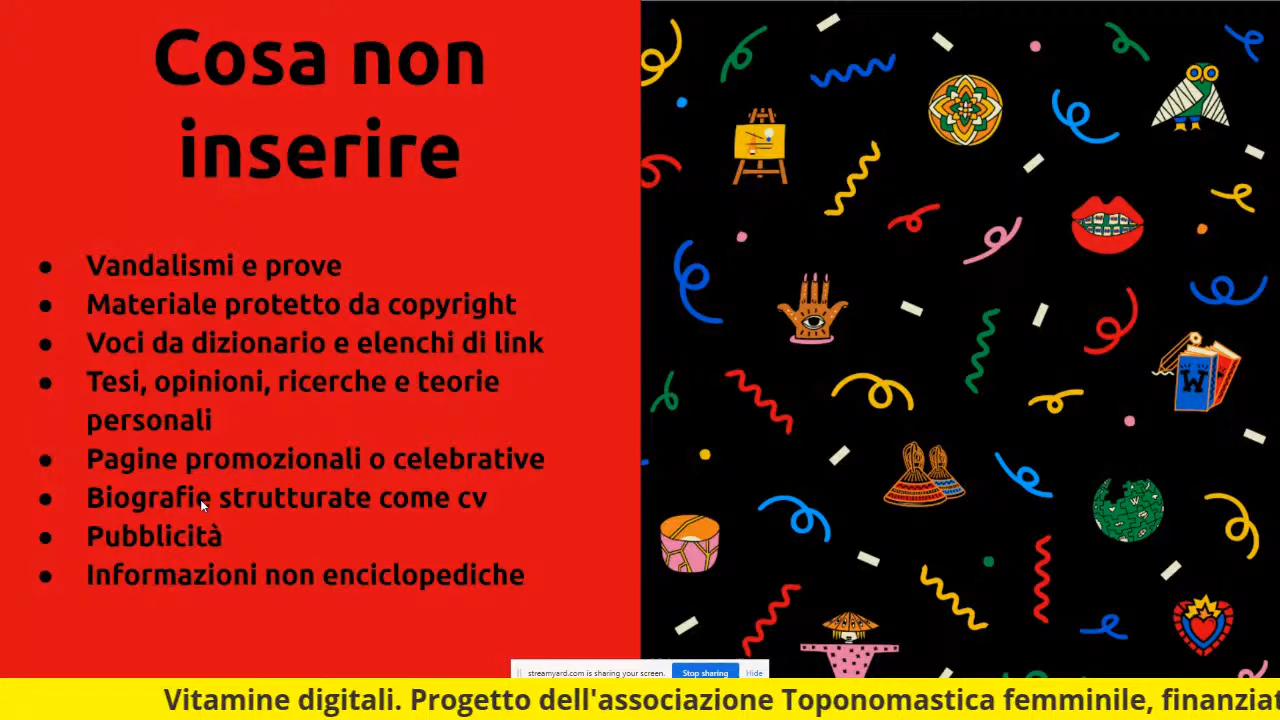 Cosa non
inserire
● Vandalismi e prove
● Materiale protetto da copyright
● Voci da dizionario e elenchi di link
● Tesi, opinioni, ricerche e teorie
personali
● Pagine promozionali o celebrative
● Biografie strutturate come cv
● Pubblicità
● Informazioni non enciclopediche
W
streamyard.com is sharing your screen. Stop sharing Hide
Vitamine digitali. Progetto dell'associazione Toponomastica femminile, finanziat